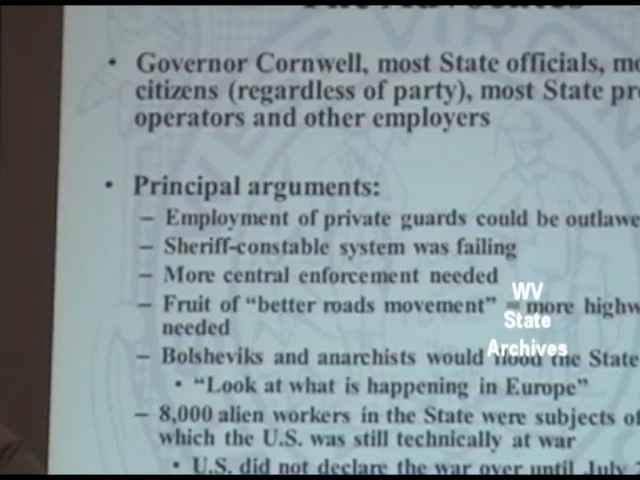 The Advocates
• Governor Cornwell, most State officials,
citizens (regardless of party), most State
operators and other employers
• Principal arguments:
– Employment of private guards could be
– Sheriff-constable system was failing
– More central enforcement needed
– Fruit of "better roads movement" = more
needed
– Bolsheviks and anarchists would flood the State
• "Look at what is happening in Europe"
– 8,000 alien workers in the State were subjects of
which the U.S. was still technically at war
• U.S. did not declare the war over until July
WV
State
Archives